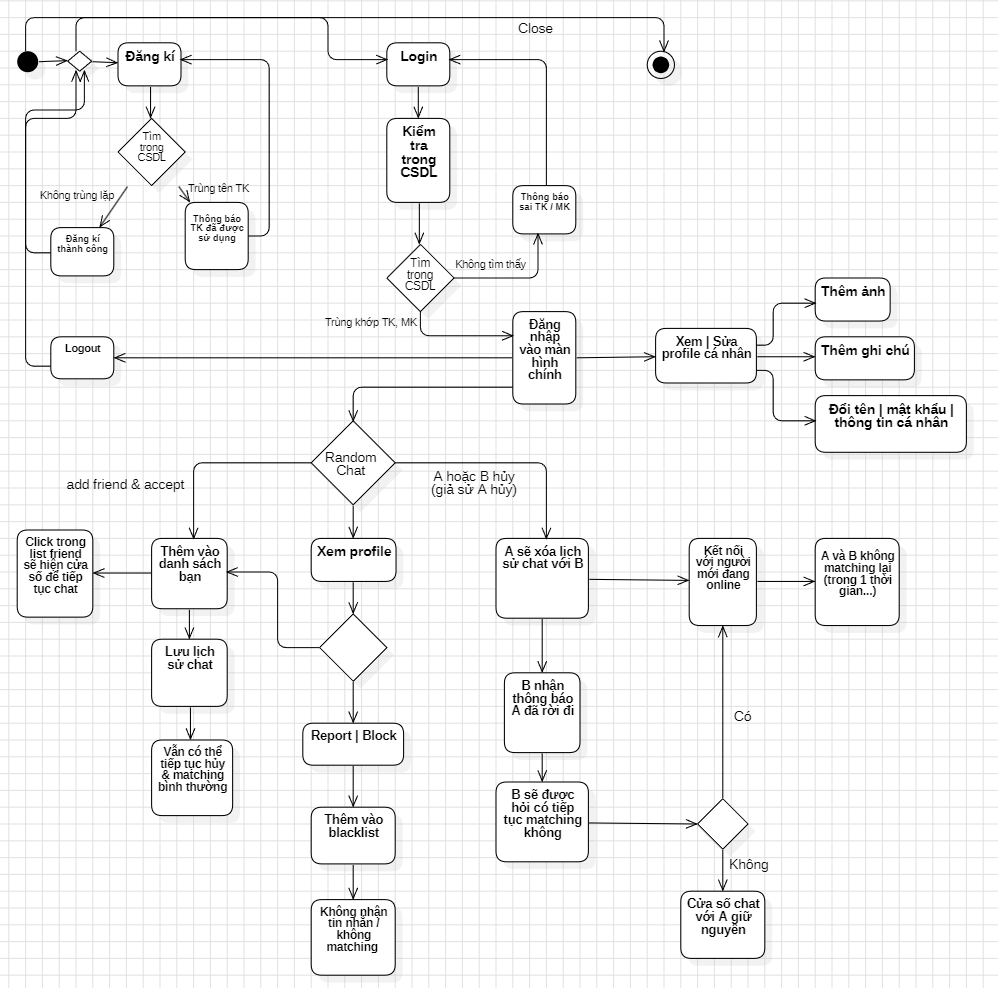 Close
Đăng kí
Login
Tìm
trong
CSDL
Kiểm
tra
trong
CSDL
Không trùng lặp
Trùng tên TK
Thông báo
sai TK / MK
Thông báo
TK đã được
sử dụng
Đăng kí
thành công
Tìm
trong
CSDL
Không tìm thấy
Thêm ảnh
Trùng khớp TK, MK
Đăng
nhập
vào màn
hình
chính
Xem | Sửa
profile cá nhân
Thêm ghi chú
Logout
Đổi tên | mật khẩu |
thông tin cá nhân
Random
Chat
add friend & accept
A hoặc B hủy
(giả sử A hủy)
Click trong
list friend
sẽ hiện cửa
sổ để tiếp
tục chat
Thêm vào
danh sách
bạn
Xem profile
A sẽ xóa lịch
sử chat với B
Kết nối
với người
mới đang
online
A và B không
matching lại
(trong 1 thời
gian...)
Lưu lịch
sử chat
B nhận
thông báo
A đã rời đi
Có
Report | Block
Vẫn có thể
tiếp tục hủy
& matching
bình thường
B sẽ được
hỏi có tiếp
tục matching
không
Thêm vào
blacklist
Không
Không nhận
tin nhắn /
không
matching
Cửa sổ chat
với A giữ
nguyên